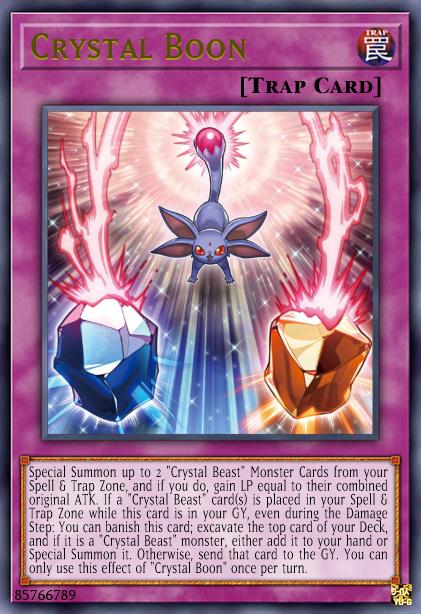 Crystal Boon
TRAP
罠
[Trap Card]
Special Summon up to 2 "Crystal Beast" Monster Cards from your
Spell & Trap Zone, and if you do, gain LP equal to their combined
original ATK. If a "Crystal Beast" card(s) is placed in your Spell &
Trap Zone while this card is in your GY, even during the Damage
Step: You can banish this card; excavate the top card of your Deck,
and if it is a "Crystal Beast" monster, either add it to your hand or
Special Summon it. Otherwise, send that card to the GY. You can
only use this effect of "Crystal Boon" once per turn.
85766789